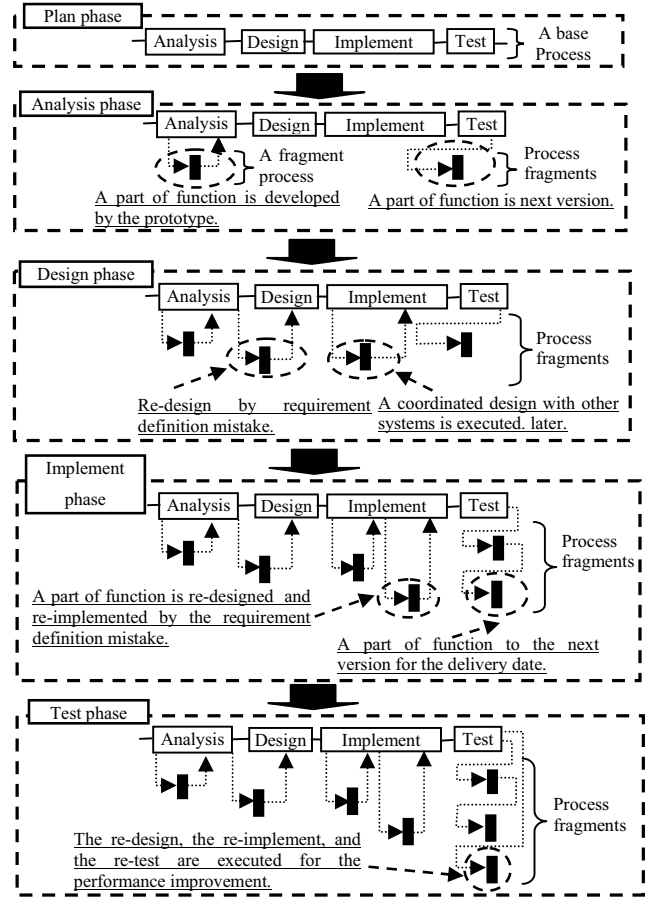 Plan phase
Analysis
Design
Implement
Test
A base
Process
Analysis phase
Analysis
Design
Implement
Test
A fragment
process
Process
fragments
A part of function is developed
by the prototype.
A part of function is next version.
Design phase
Analysis
Design
Implement
Test
Process
fragments
Re-design by requirement
definition mistake.
A coordinated design with other
systems is executed. later.
Implement
phase
Analysis
Design
Implement
Test
Process
fragments
A part of function is re-designed and
re-implemented by the requirement
definition mistake.
A part of function to the next
version for the delivery date.
Test phase
Analysis
Design
Implement
Test
Process
fragments
The re-design, the re-implement, and
the re-test are executed for the
performance improvement.